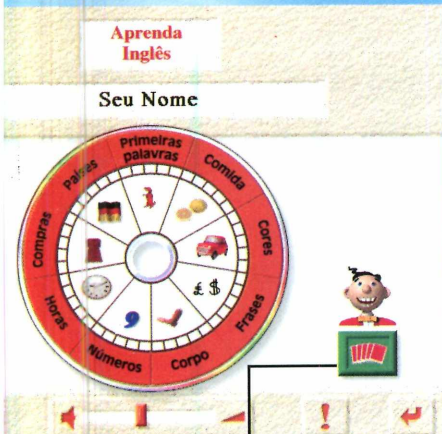 Aprenda
Inglês
Seu Nome
Primeiras
palavras
Comida
Cores
Frases
Corpo
Números
Horas
Compras
Países
£ $
9
!